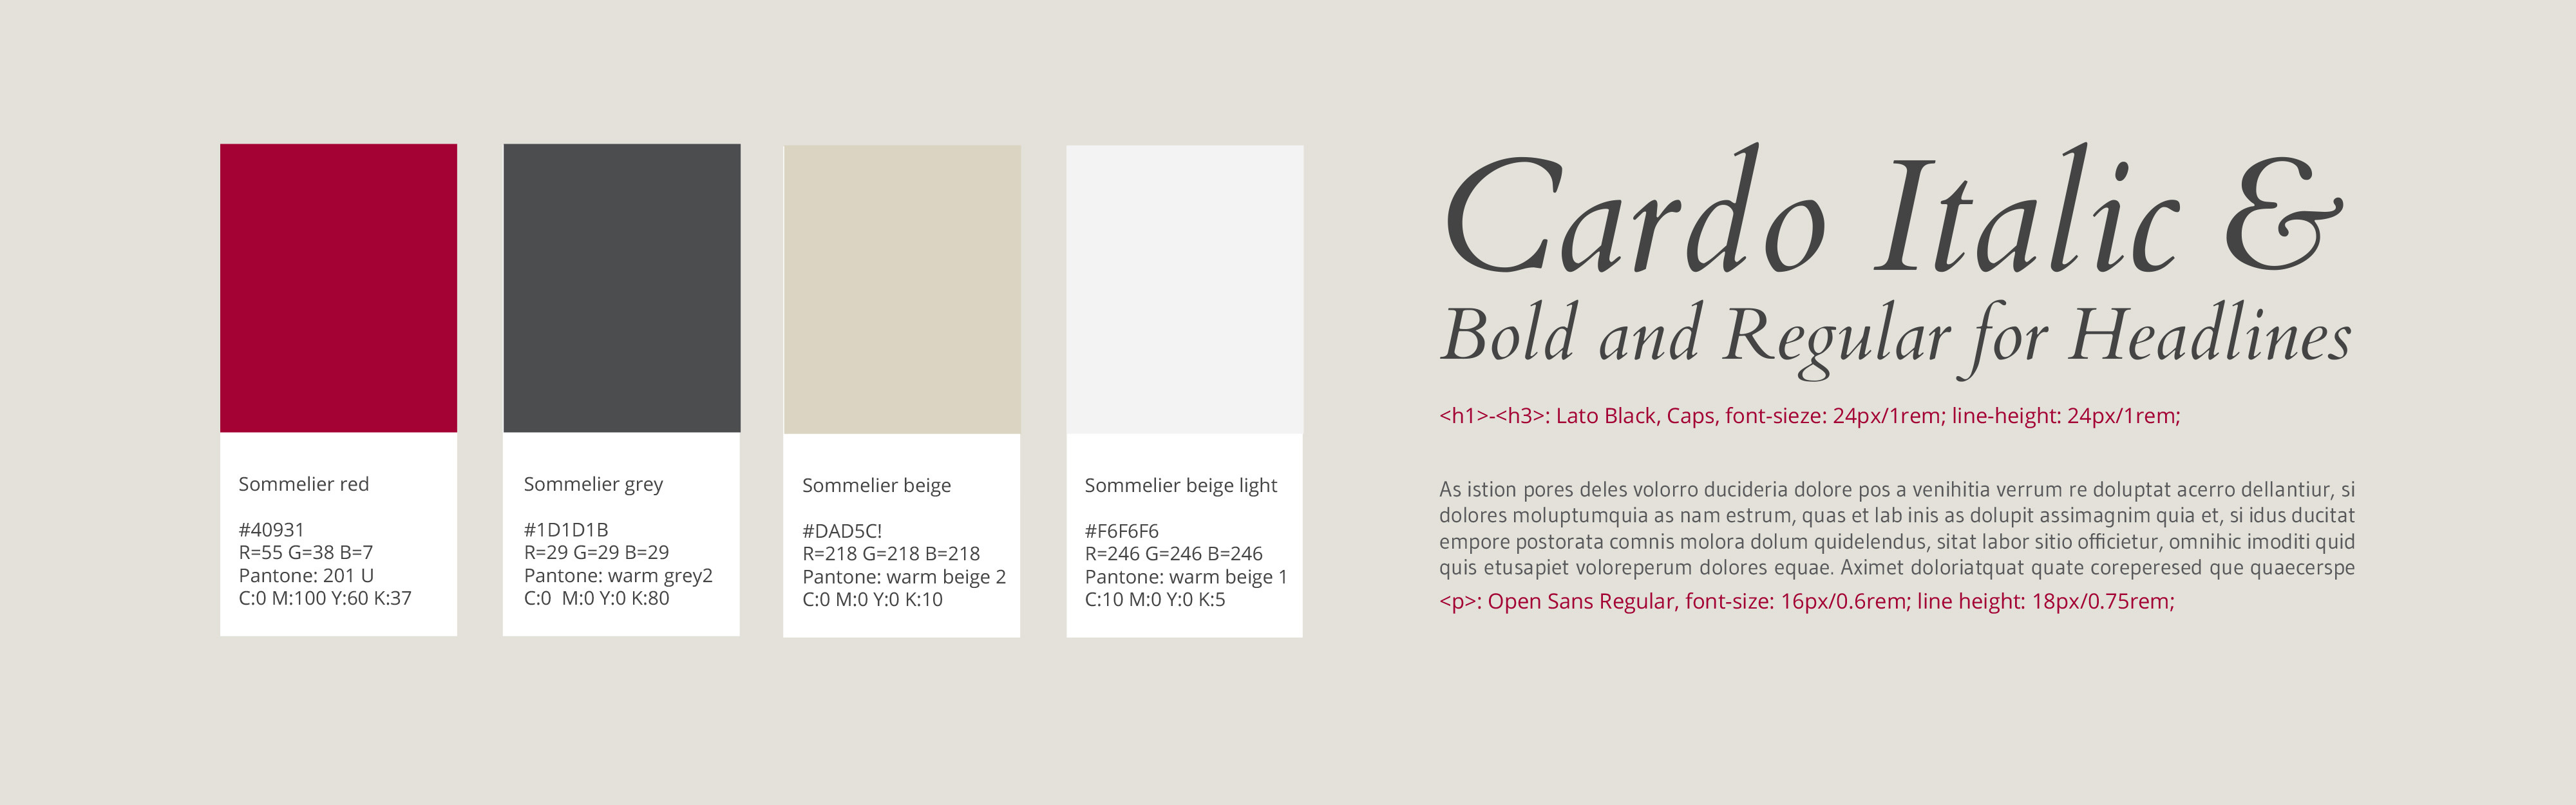 Sommelier red
#40931
R=55 G=38 B=7
Pantone: 201 U
C:0 M:100 Y:60 K:37
Sommelier grey
#1D1D1B
R=29 G=29 B=29
Pantone: warm grey2
C:0  M:0 Y:0 K:80
Sommelier beige
#DAD5C!
R=218 G=218 B=218
Pantone: warm beige 2
C:0 M:0 Y:0 K:10
Sommelier beige light
#F6F6F6
R=246 G=246 B=246
Pantone: warm beige 1
C:10 M:0 Y:0 K:5
Cardo Italic &
Bold and Regular for Headlines
<h1>-<h3>: Lato Black, Caps, font-sieze: 24px/1rem; line-height: 24px/1rem;
As istion pores deles volorro ducideria dolore pos a venihitia verrum re doluptat acerro dellantiur, si
dolores moluptumquia as nam estrum, quas et lab inis as dolupit assimagnim quia et, si idus ducitat
empore postorata comnis molora dolum quidelendus, sitat labor sitio officietur, omnihic imoditi quid
quis etusapiet voloreperum dolores equae. Aximet doloriatquat quate coreperesed que quaecerspe
<p>: Open Sans Regular, font-size: 16px/0.6rem; line height: 18px/0.75rem;